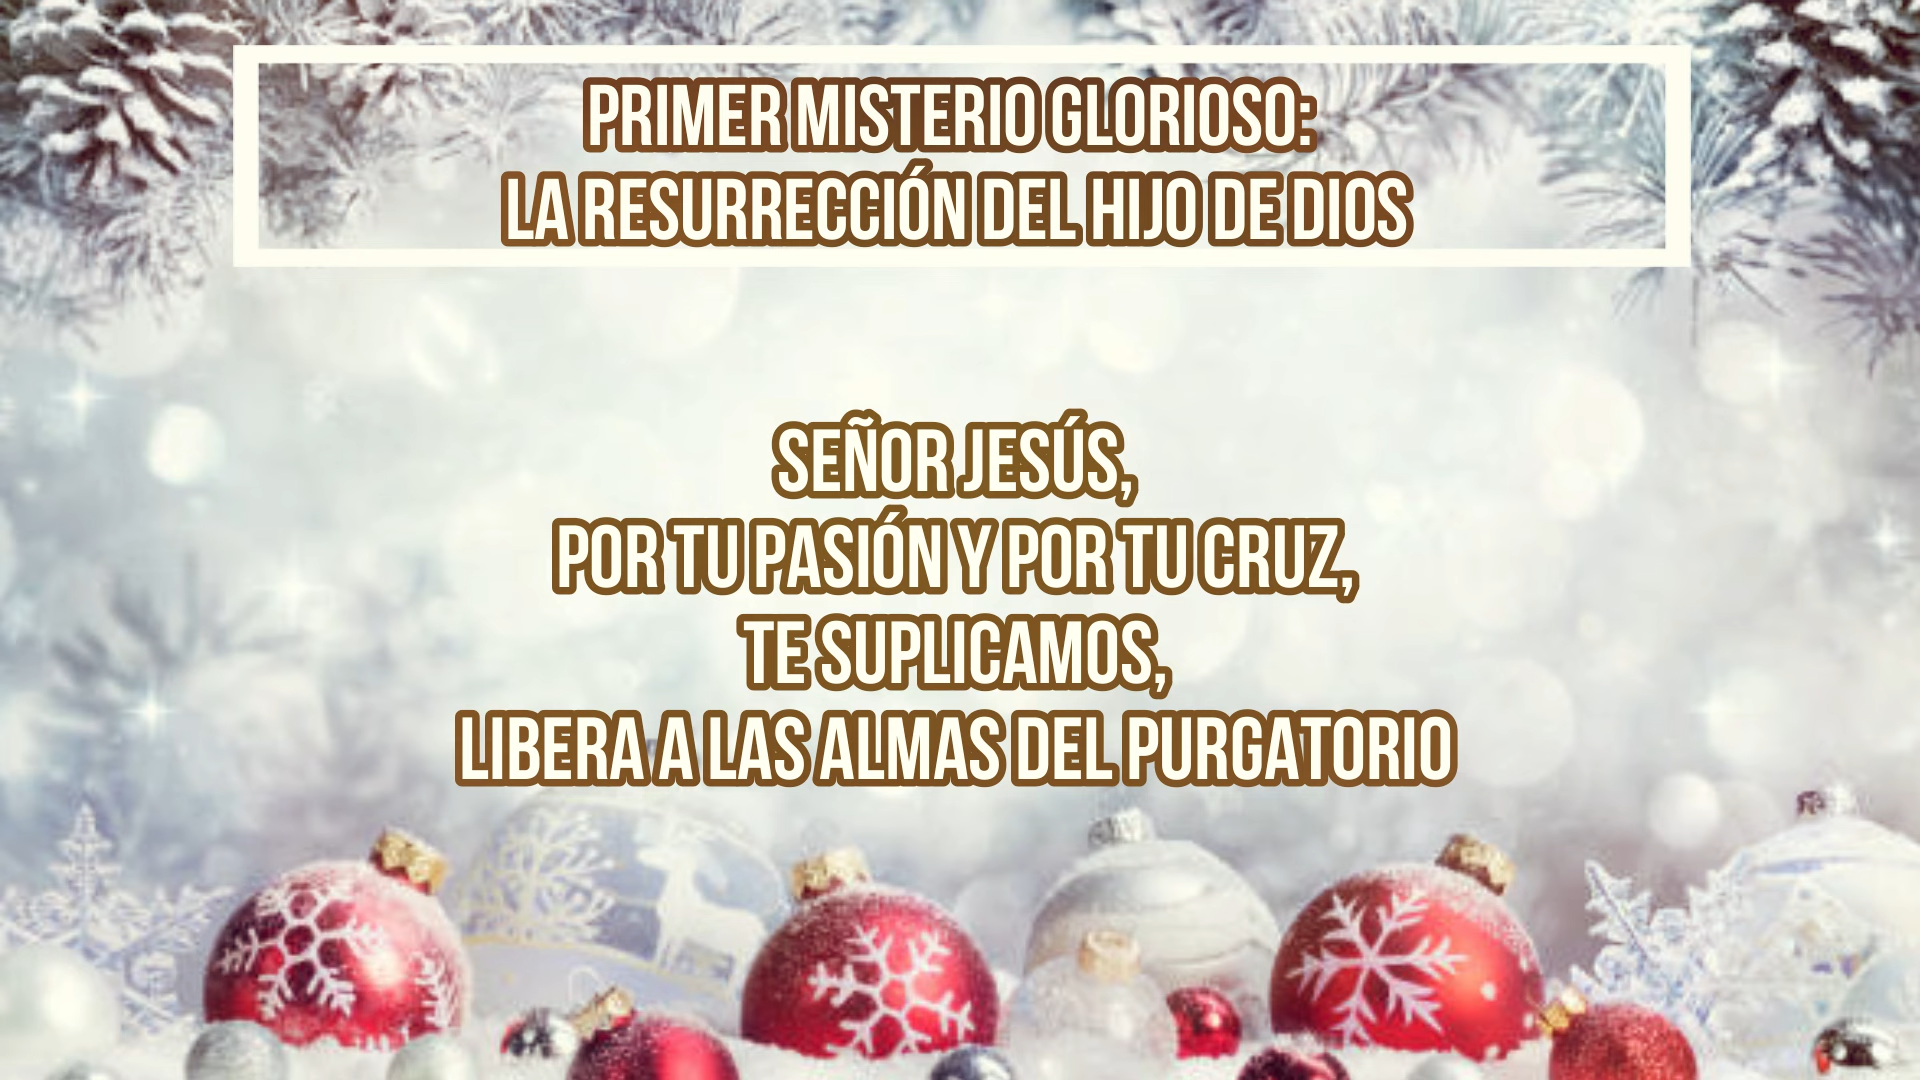 PRIMER MISTERIO GLORIOSO:
LA RESURRECCIÓN DEL HIJO DE DIOS
SEÑOR JESÚS,
POR TU PASIÓN Y POR TU CRUZ,
TE SUPLICAMOS,
LIBERA A LAS ALMAS DEL PURGATORIO